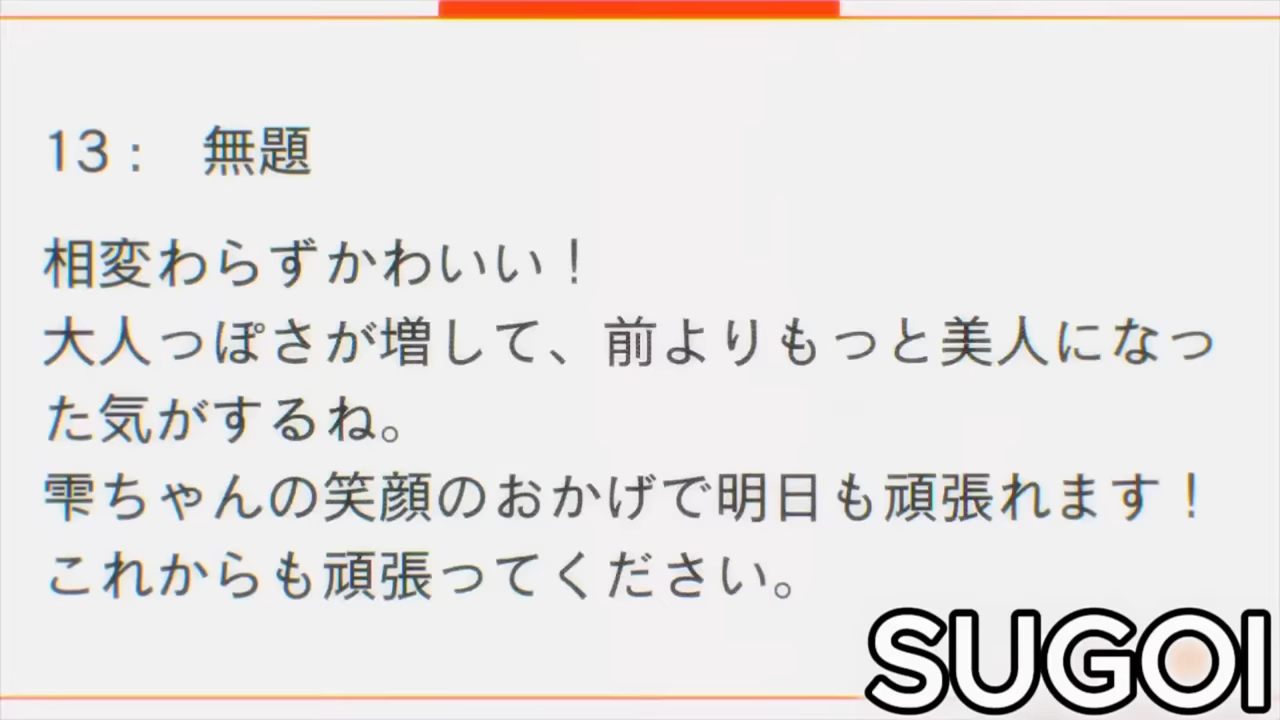 13： 無題
相変わらずかわいい！
大人っぽさが増して、前よりもっと美人になっ
た気がするね。
雫ちゃんの笑顔のおかげで明日も頑張れます！
これからも頑張ってください。
SUGOI